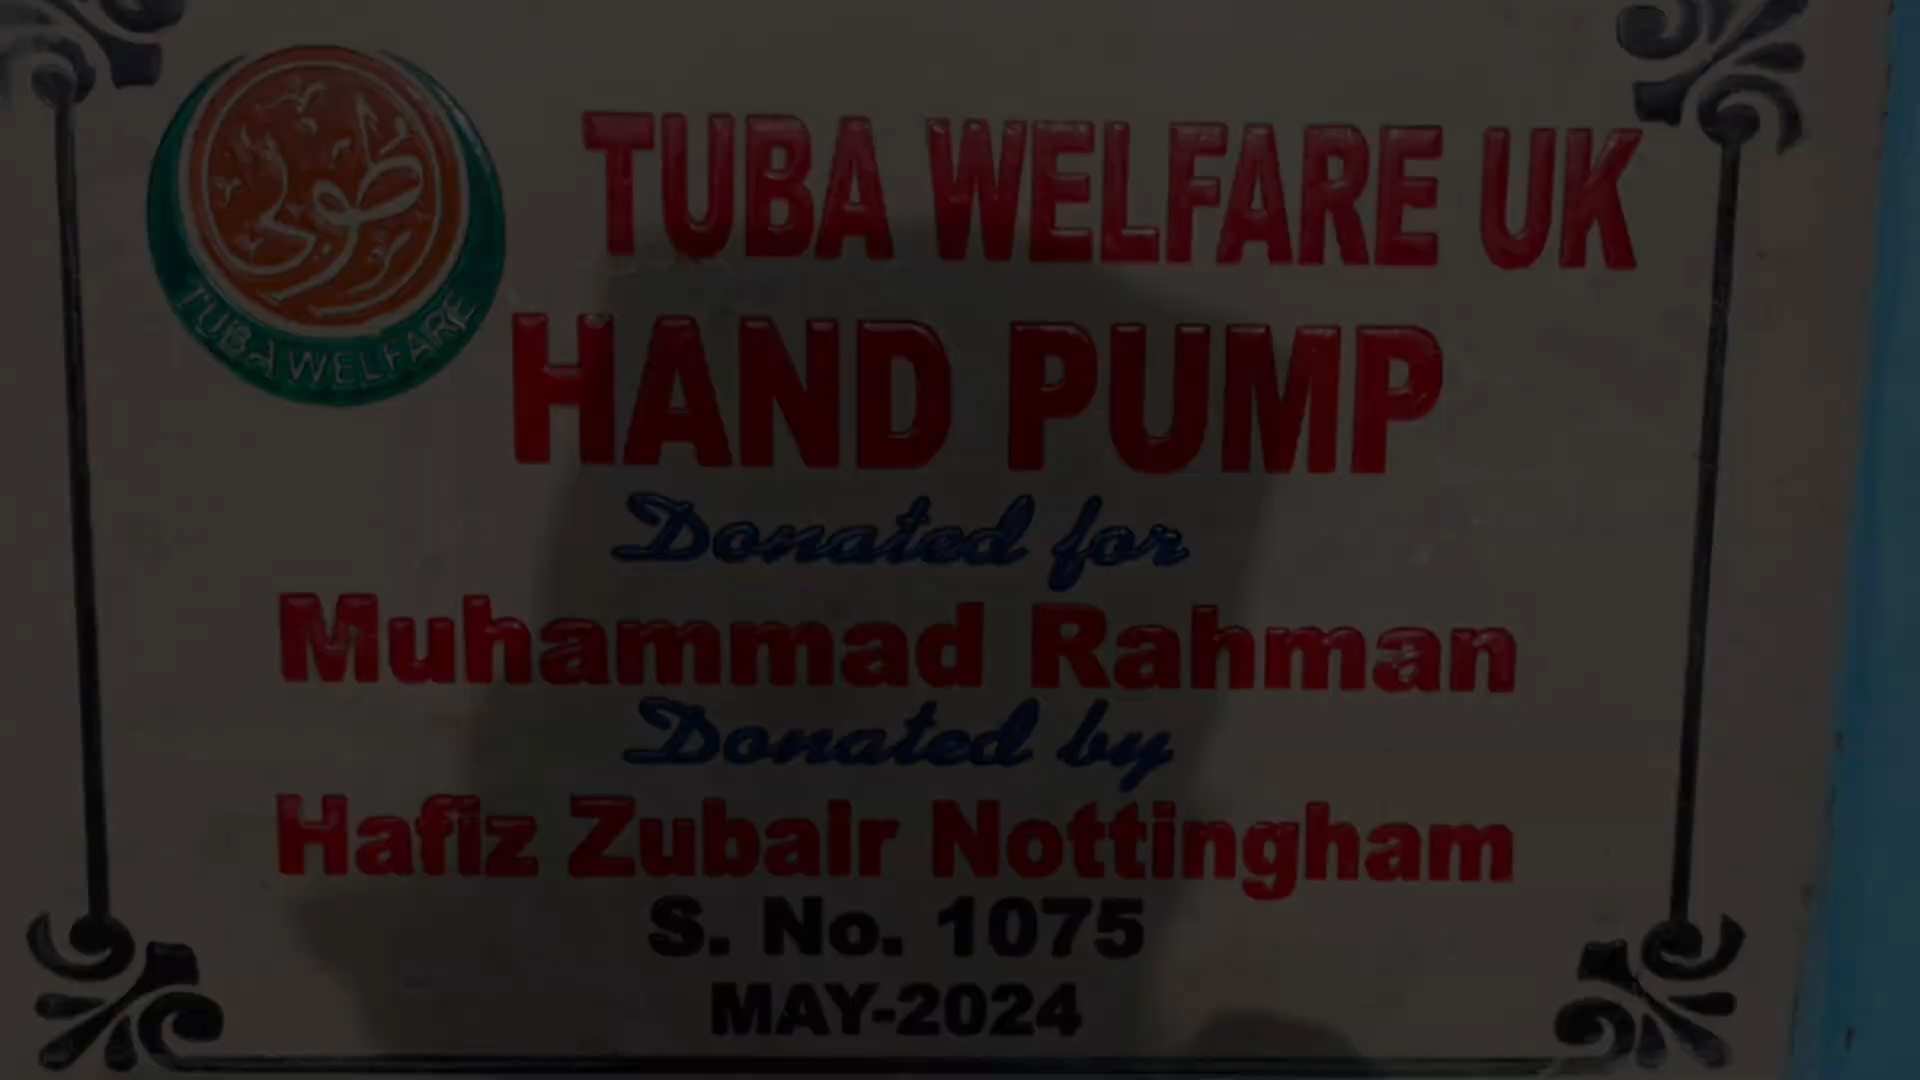 طوبی
TUBA WELFARE
TUBA WELFARE UK
HAND PUMP
Donated for
Muhammad Rahman
Donated by
Hafiz Zubair Nottingham
S. No. 1075
MAY-2024